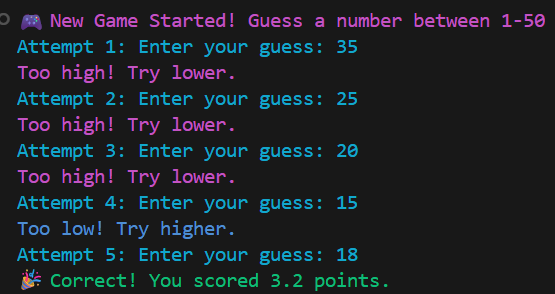 🎮 New Game Started! Guess a number between 1-50
Attempt 1: Enter your guess: 35
Too high! Try lower.
Attempt 2: Enter your guess: 25
Too high! Try lower.
Attempt 3: Enter your guess: 20
Too high! Try lower.
Attempt 4: Enter your guess: 15
Too low! Try higher.
Attempt 5: Enter your guess: 18
🎉 Correct! You scored 3.2 points.